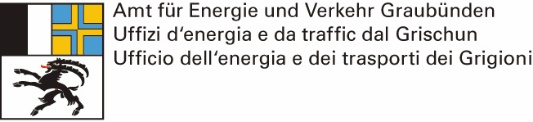 Amt für Energie und Verkehr Graubünden
Uffizi d'energia e da traffic dal Grischun
Ufficio dell'energia e dei trasporti dei Grigioni